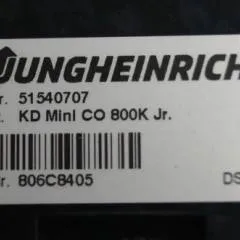 JUNGHEINRICH
r. 51540707
. KD Mini CO 800K Jr.
r. 806C8405 DS